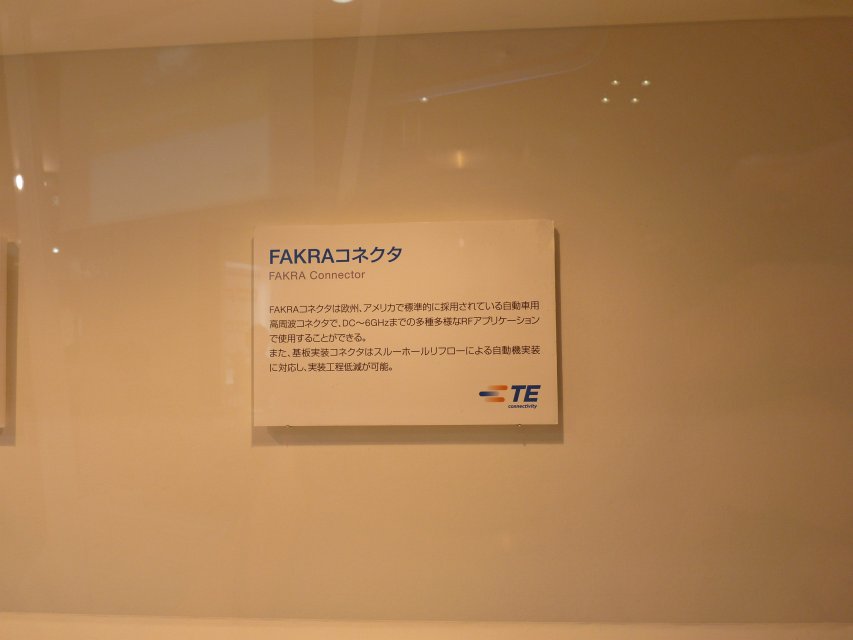 FAKRAコネクタ
FAKRA Connector
FAKRAコネクタは欧州、アメリカで標準的に採用されている自動車用
高周波コネクタで、DC〜6GHzまでの多種多様なRFアプリケーション
で使用することができる。
また、基板実装コネクタはスルーホールリフローによる自動機実装
に対応し、実装工程低減が可能。
TE
connectivity